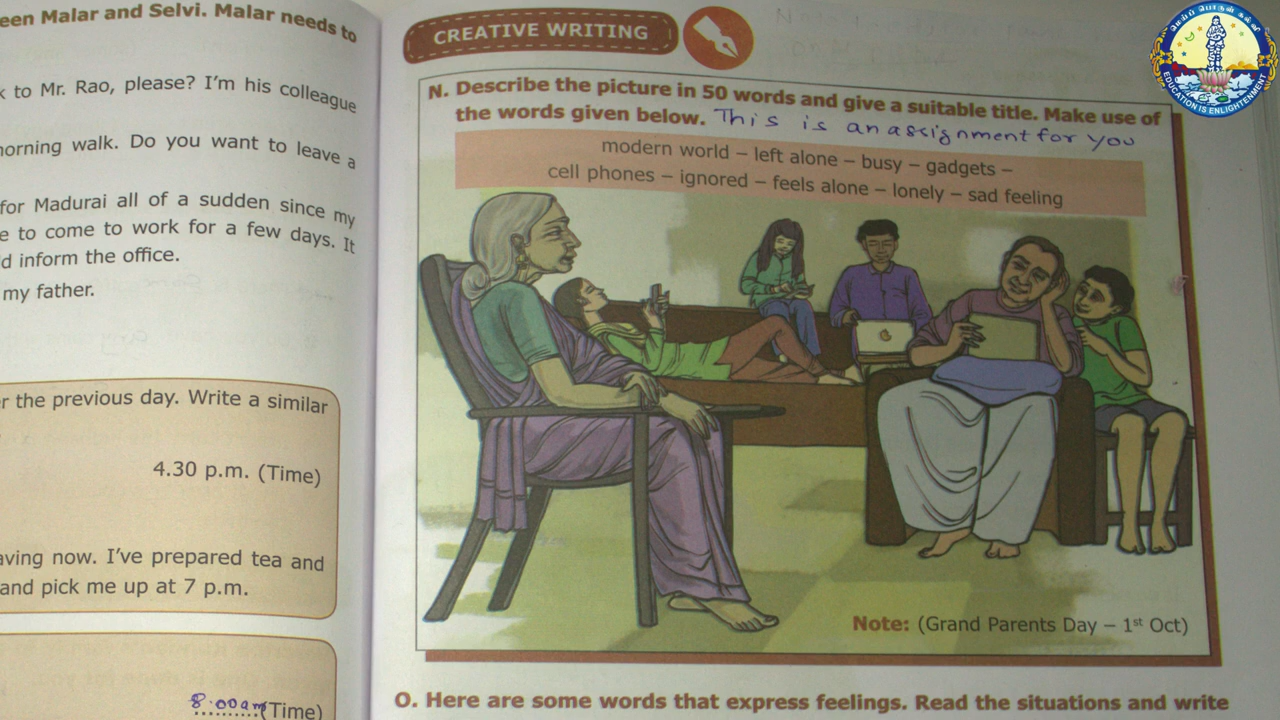 een Malar and Selvi. Malar needs to
k to Mr. Rao, please? I'm his colleague
norning walk. Do you want to leave a
for Madurai all of a sudden since my
e to come to work for a few days. It
d inform the office.
my father.
r the previous day. Write a similar
4.30 p.m. (Time)
aving now. I've prepared tea and
and pick me up at 7 p.m.
8.00am (Time)
CREATIVE WRITING
N. Describe the picture in 50 words and give a suitable title. Make use of
the words given below. This is an assignment for you
modern world – left alone – busy – gadgets –
cell phones – ignored – feels alone – lonely – sad feeling
Note: (Grand Parents Day – 1st Oct)
O. Here are some words that express feelings. Read the situations and write
மெய்ப் பொருள் கல்வி
EDUCATION IS ENLIGHTENMENT